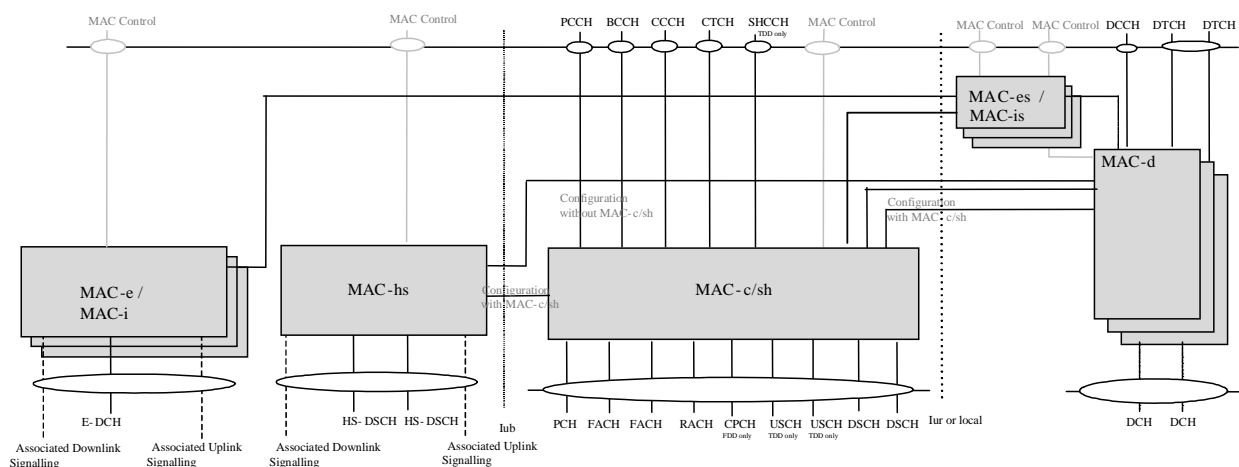 MAC Control
MAC Control
PCCH
BCCH
CCCH
CTCH
SHCCH
TDD only
MAC Control
MAC Control
MAC Control
DCCH
DTCH
DTCH
MAC-es /
MAC-is
MAC-d
Configuration
without MAC-c/sh
Configuration
with MAC-c/sh
MAC-e /
MAC-i
MAC-hs
Configuration
with MAC-c/sh
MAC-c/sh
E-DCH
HS-DSCH
HS-DSCH
Iub
PCH
FACH
FACH
RACH
CPCH
FDD only
USCH
TDD only
USCH
TDD only
DSCH
DSCH
Iur or local
DCH
DCH
Associated Downlink
Signalling
Associated Uplink
Signalling
Associated Downlink
Signalling
Associated Uplink
Signalling